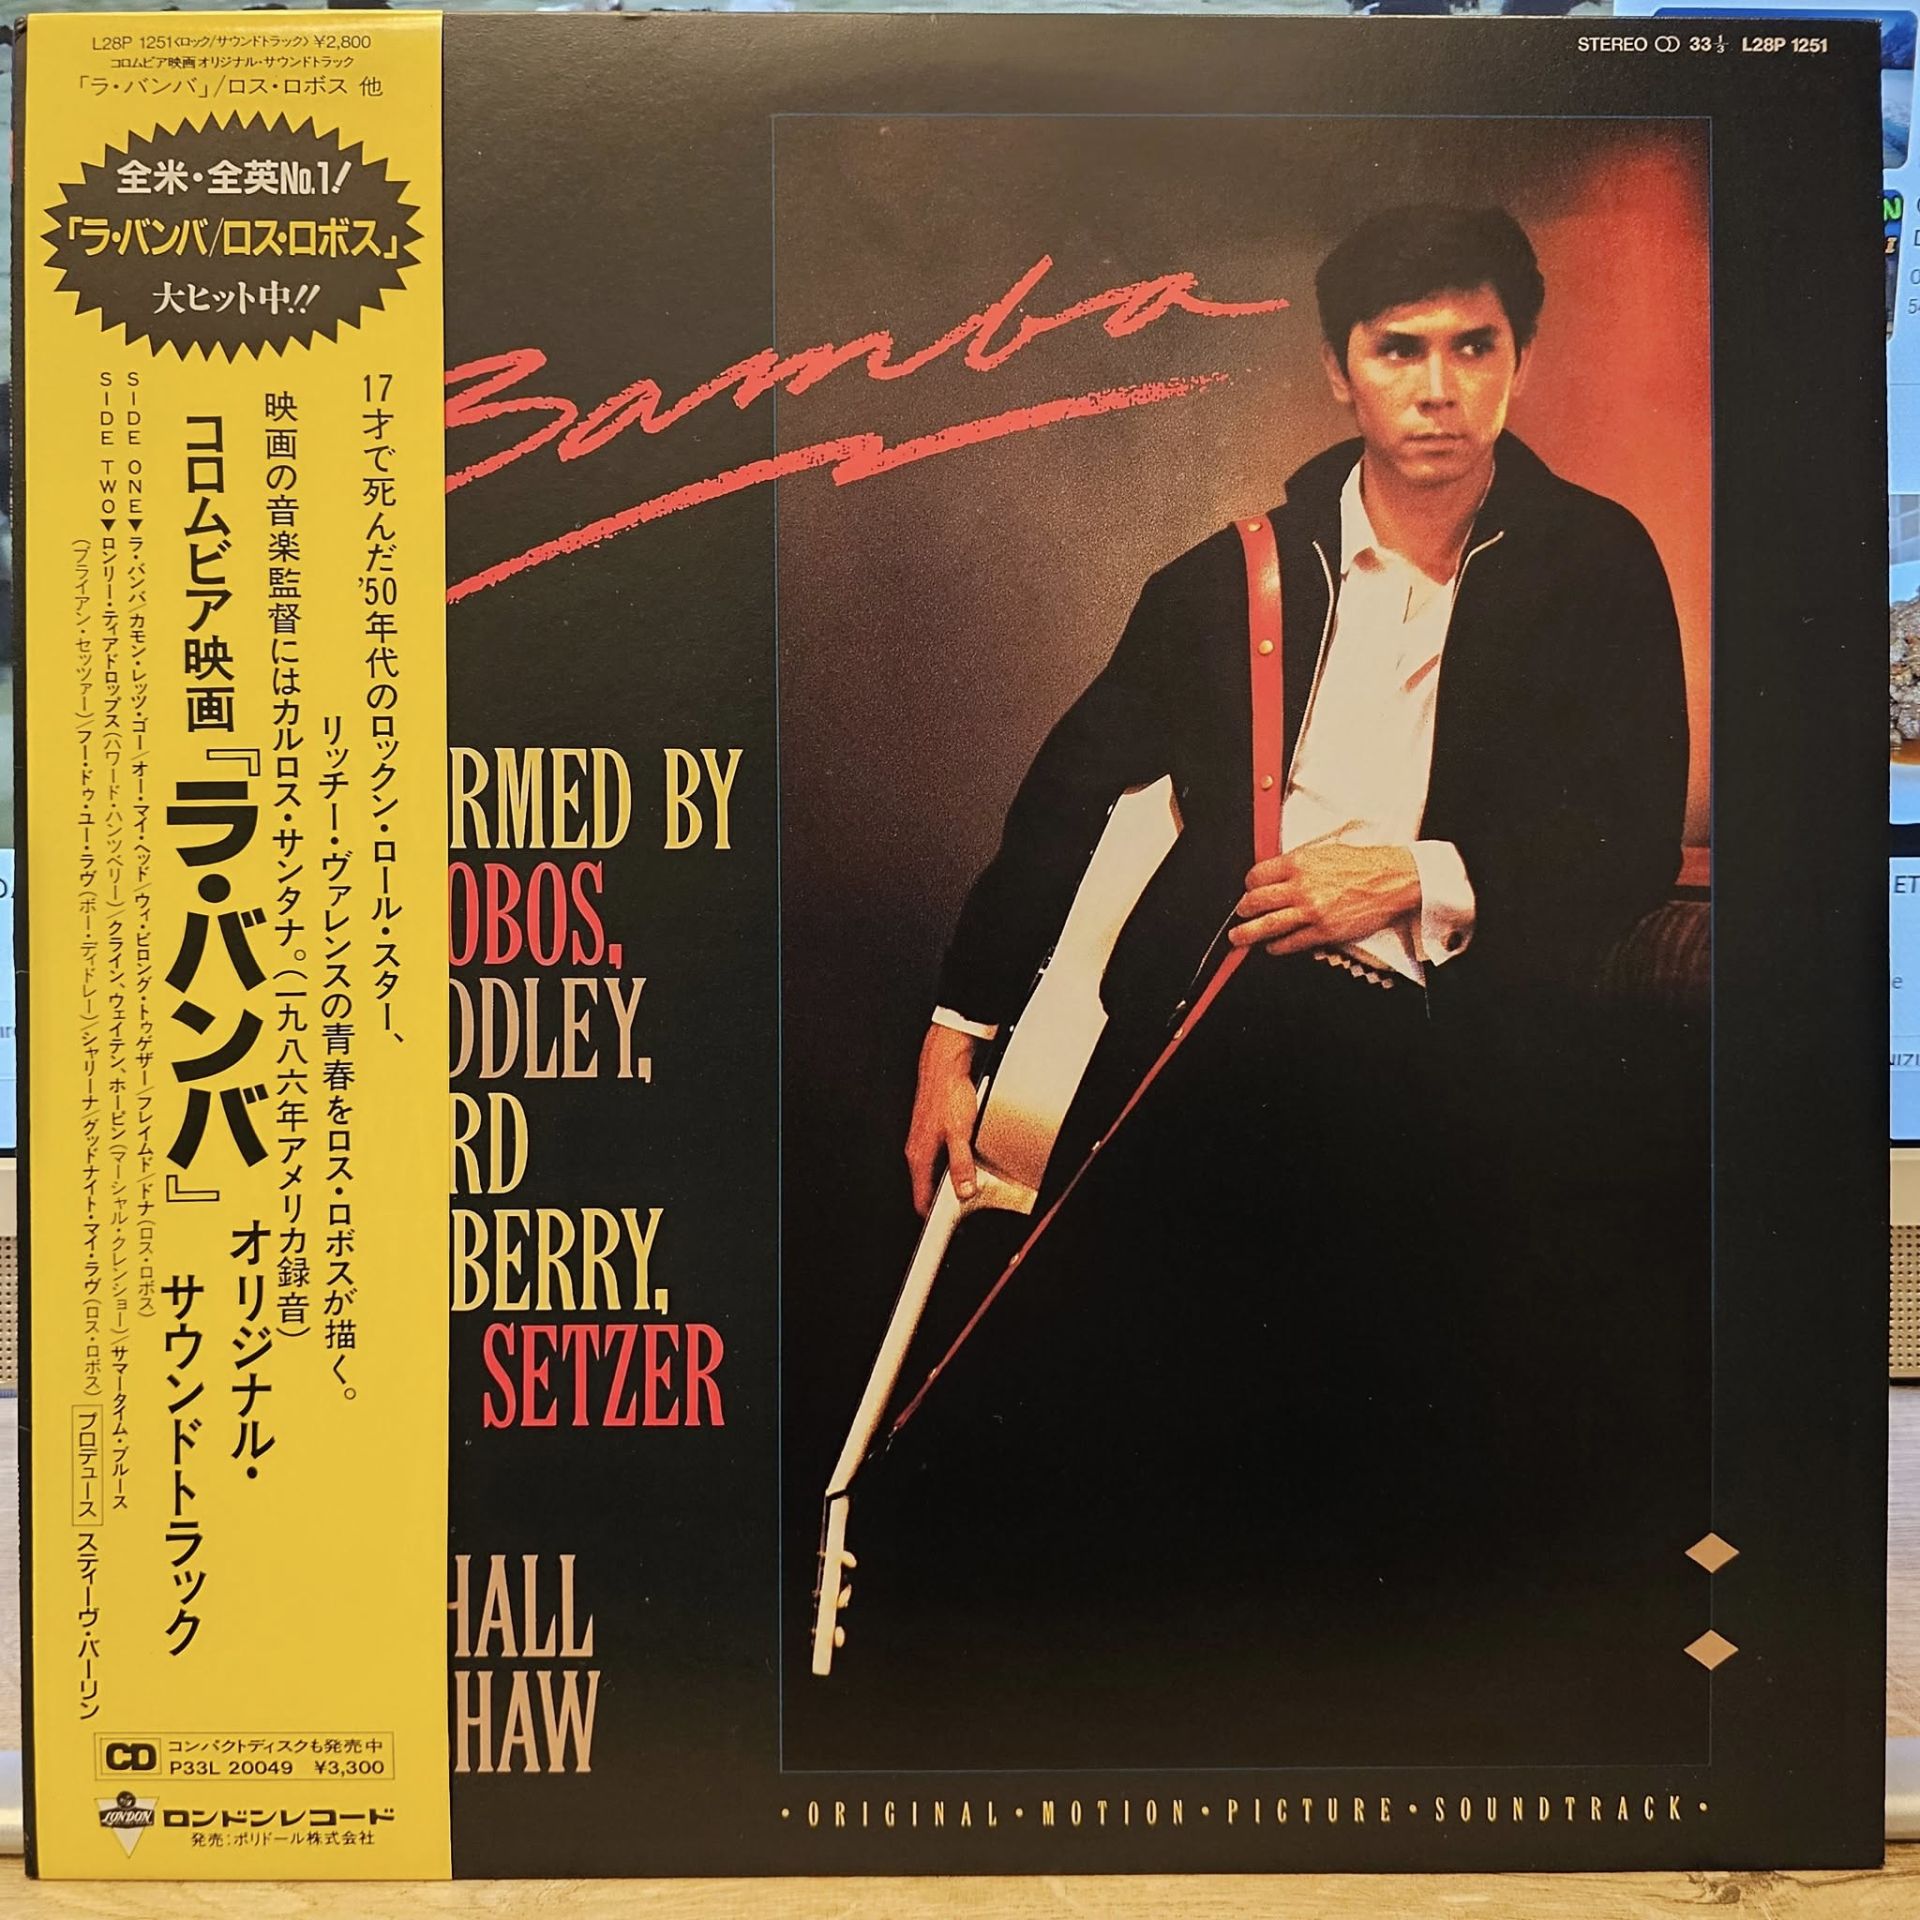 L28P 1251〈ロック/サウンドトラック〉¥2,800
コロムビア映画オリジナル・サウンドトラック
「ラ・バンバ」/ロス・ロボス 他
全米・全英No.1!
「ラ・バンバ/ロス・ロボス」
大ヒット中!!
17才で死んだ'50年代のロックン・ロール・スター、
リッチー・ヴァレンスの青春をロス・ロボスが描く。
映画の音楽監督にはカルロス・サンタナ。(一九八六年アメリカ録音)
コロムビア映画『ラ・バンバ』オリジナル・
サウンドトラック
SIDE ONE▼ラ・バンバ/カモン・レッツ・ゴー/オー・マイ・ヘッド/ウィ・ビロング・トゥゲザー/フレイムド/ドナ(ロス・ロボス)
SIDE TWO▼ロンリー・ティアドロップス(ハワード・ハンツベリー)/クライン、ウェイテン、ホーピン(マーシャル・クレンショー)/サマータイム・ブルース
(ブライアン・セッツァー)/フー・ドゥ・ユー・ラヴ(ボー・ディドレー)/シャリーナ/グッドナイト・マイ・ラヴ(ロス・ロボス) プロデュース スティーヴ・バーリン
CD コンパクトディスクも発売中
P33L 20049 ¥3,300
LONDON ロンドンレコード
発売:ポリドール株式会社
STEREO 33⅓ L28P 1251
Bamba
RMED BY
OBOS,
DDLEY,
RD
BERRY,
SETZER
HALL
HAW
•ORIGINAL•MOTION•PICTURE•SOUNDTRACK•